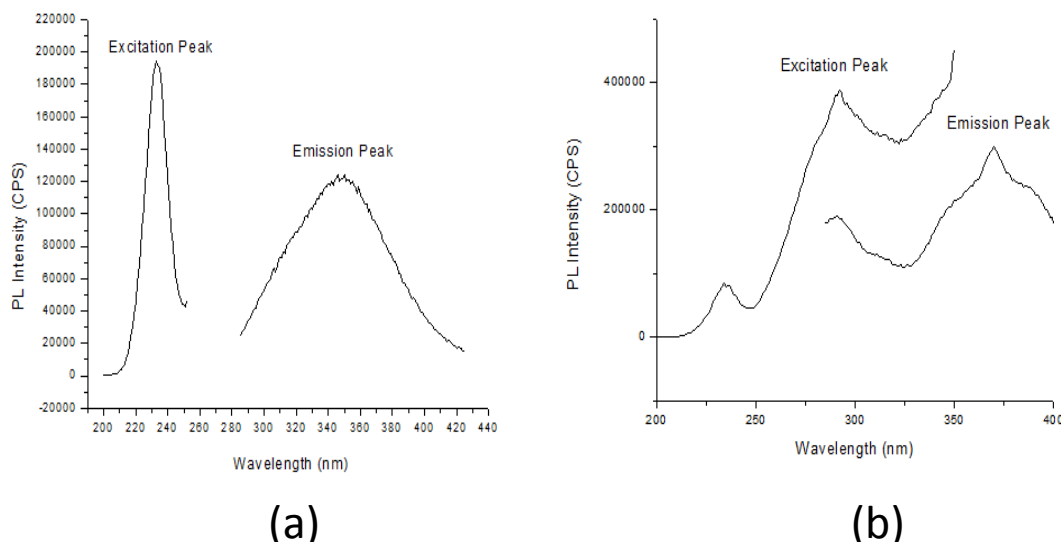 220000
200000
180000
160000
140000
120000
100000
80000
60000
40000
20000
0
-20000
PL Intensity (CPS)
Excitation Peak
Emission Peak
200 220 240 260 280 300 320 340 360 380 400 420 440
Wavelength (nm)
(a)
400000
200000
0
PL Intensity (CPS)
Excitation Peak
Emission Peak
200 250 300 350 400
Wavelength (nm)
(b)